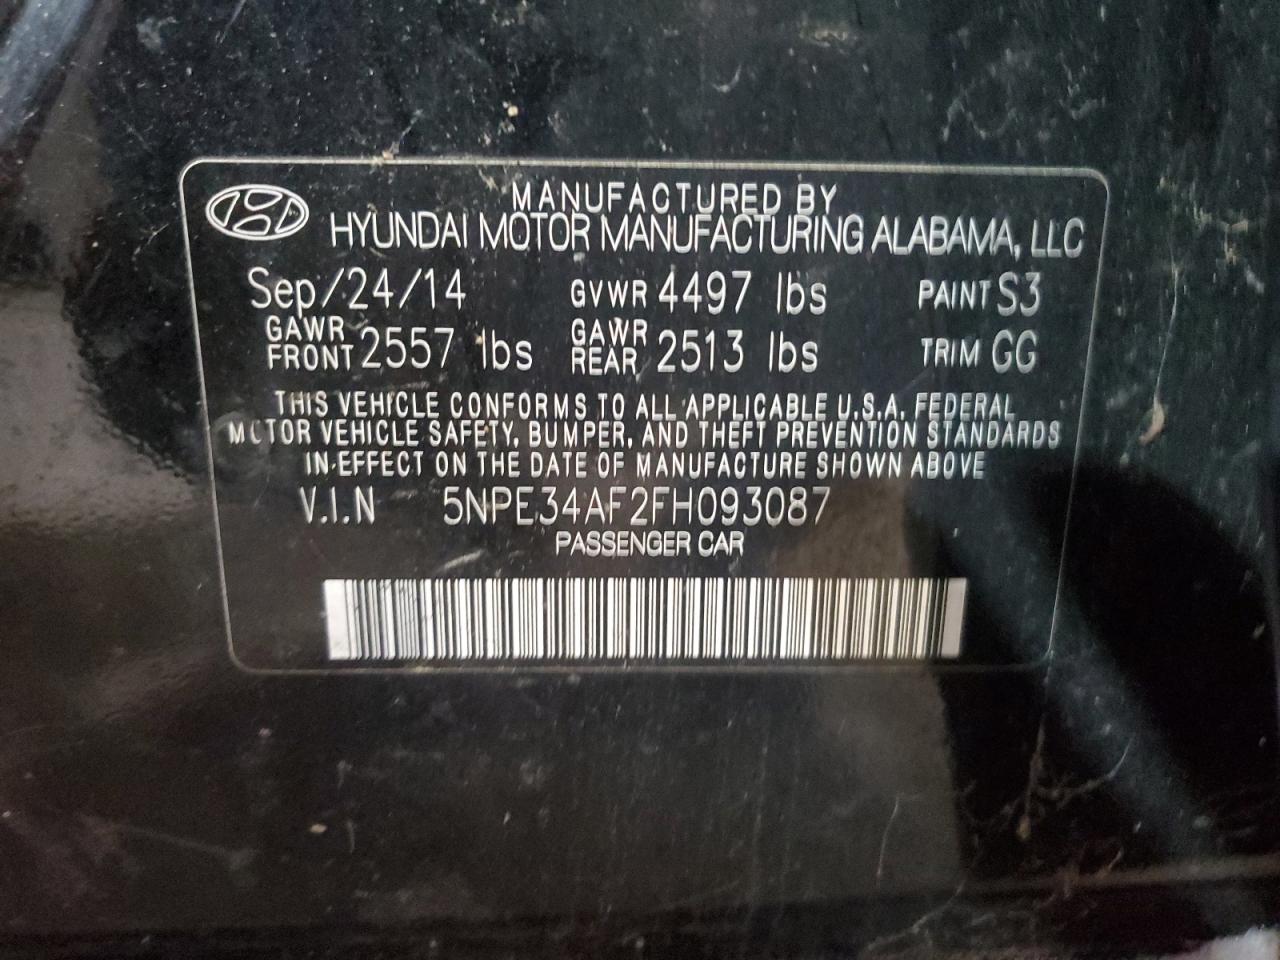 MANUFACTURED BY
HYUNDAI MOTOR MANUFACTURING ALABAMA, LLC
Sep/24/14 GVWR 4497 lbs PAINT S3
GAWR FRONT 2557 lbs GAWR REAR 2513 lbs TRIM GG
THIS VEHICLE CONFORMS TO ALL APPLICABLE U.S.A. FEDERAL
MOTOR VEHICLE SAFETY, BUMPER, AND THEFT PREVENTION STANDARDS
IN-EFFECT ON THE DATE OF MANUFACTURE SHOWN ABOVE
V.I.N 5NPE34AF2FH093087
PASSENGER CAR